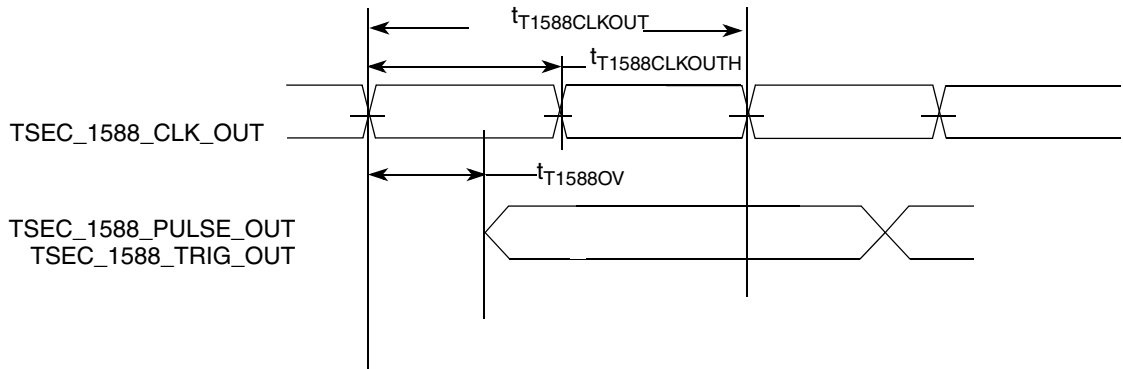 tT1588CLKOUT
tT1588CLKOUTH
TSEC_1588_CLK_OUT
tT1588OV
TSEC_1588_PULSE_OUT
TSEC_1588_TRIG_OUT